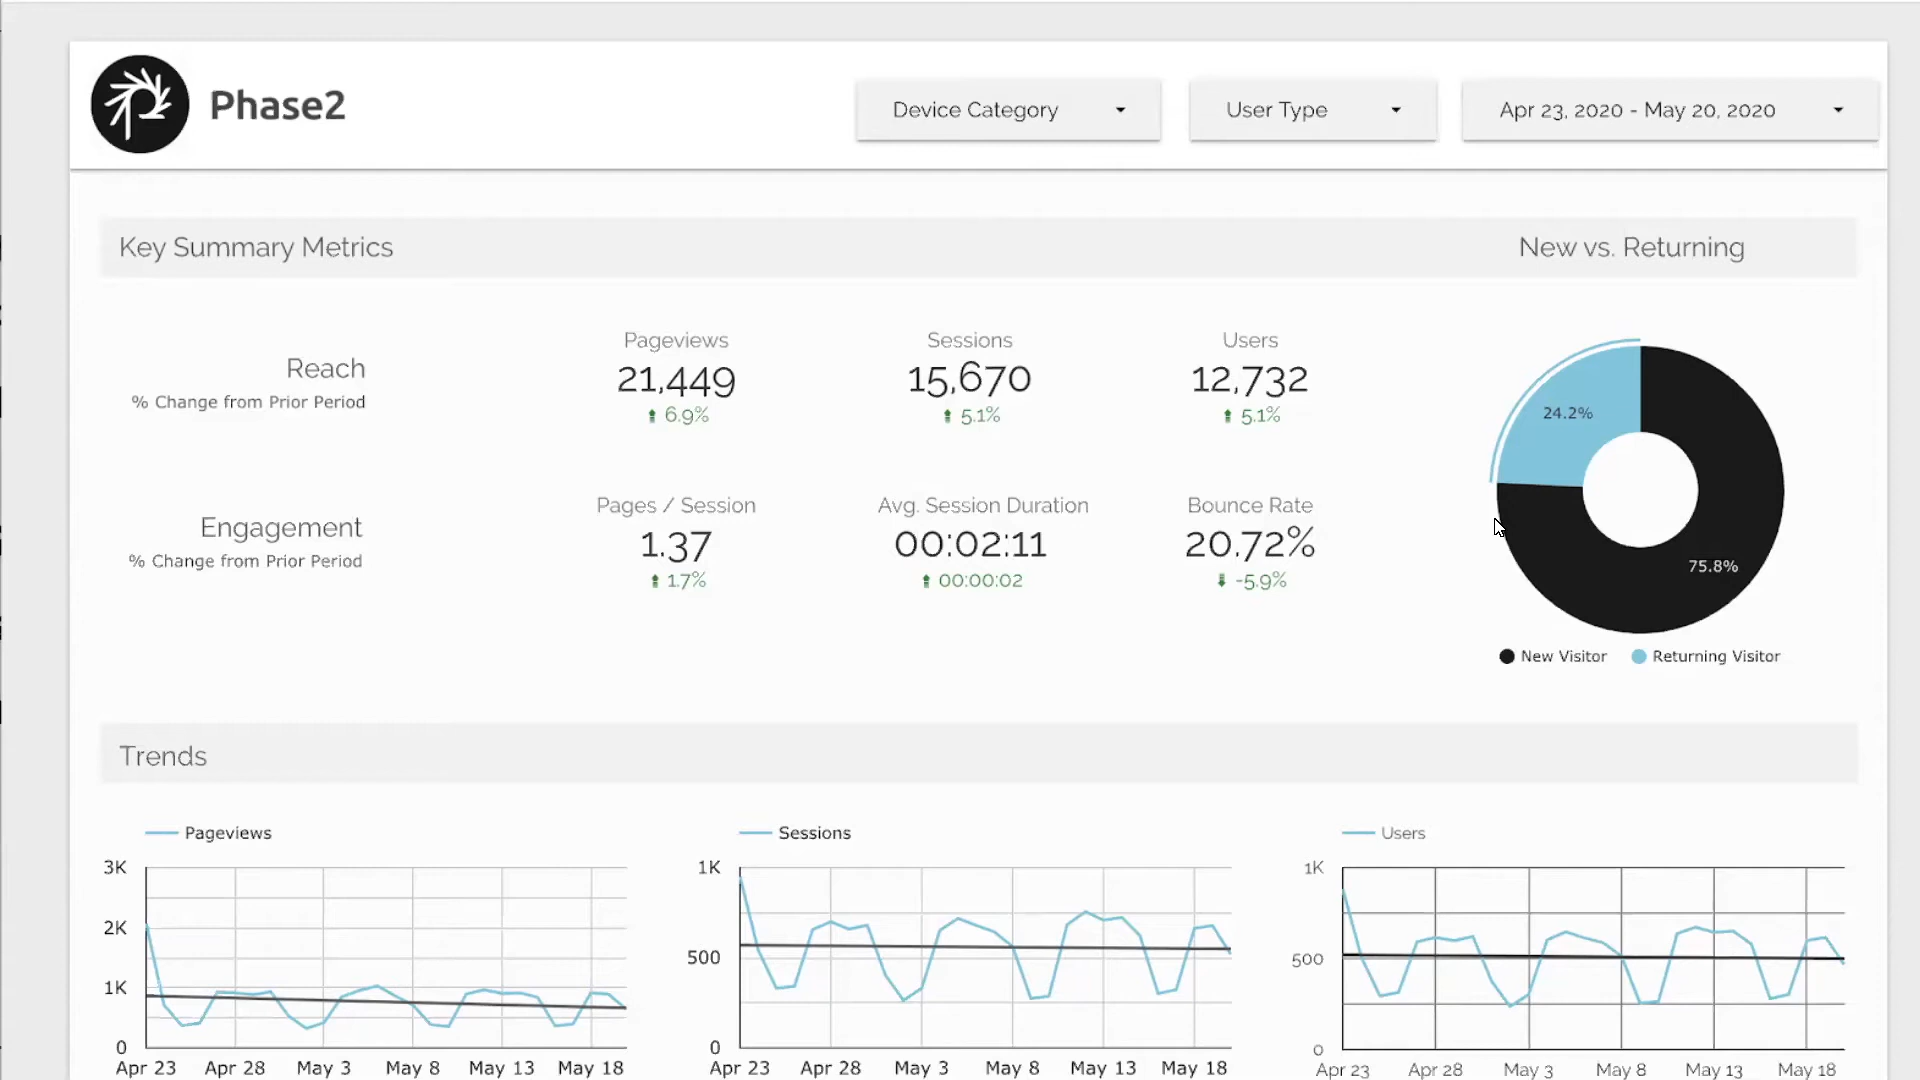 Phase2
Device Category
User Type
Apr 23, 2020 - May 20, 2020
Key Summary Metrics
New vs. Returning
Reach
% Change from Prior Period
Pageviews
21,449
6.9%
Sessions
15,670
5.1%
Users
12,732
5.1%
Engagement
% Change from Prior Period
Pages / Session
1.37
1.7%
Avg. Session Duration
00:02:11
00:00:02
Bounce Rate
20.72%
-5.9%
24.2%
75.8%
New Visitor
Returning Visitor
Trends
Pageviews
3K
2K
1K
0
Apr 23 Apr 28 May 3 May 8 May 13 May 18
Sessions
1K
500
0
Apr 23 Apr 28 May 3 May 8 May 13 May 18
Users
1K
500
0
Apr 23 Apr 28 May 3 May 8 May 13 May 18